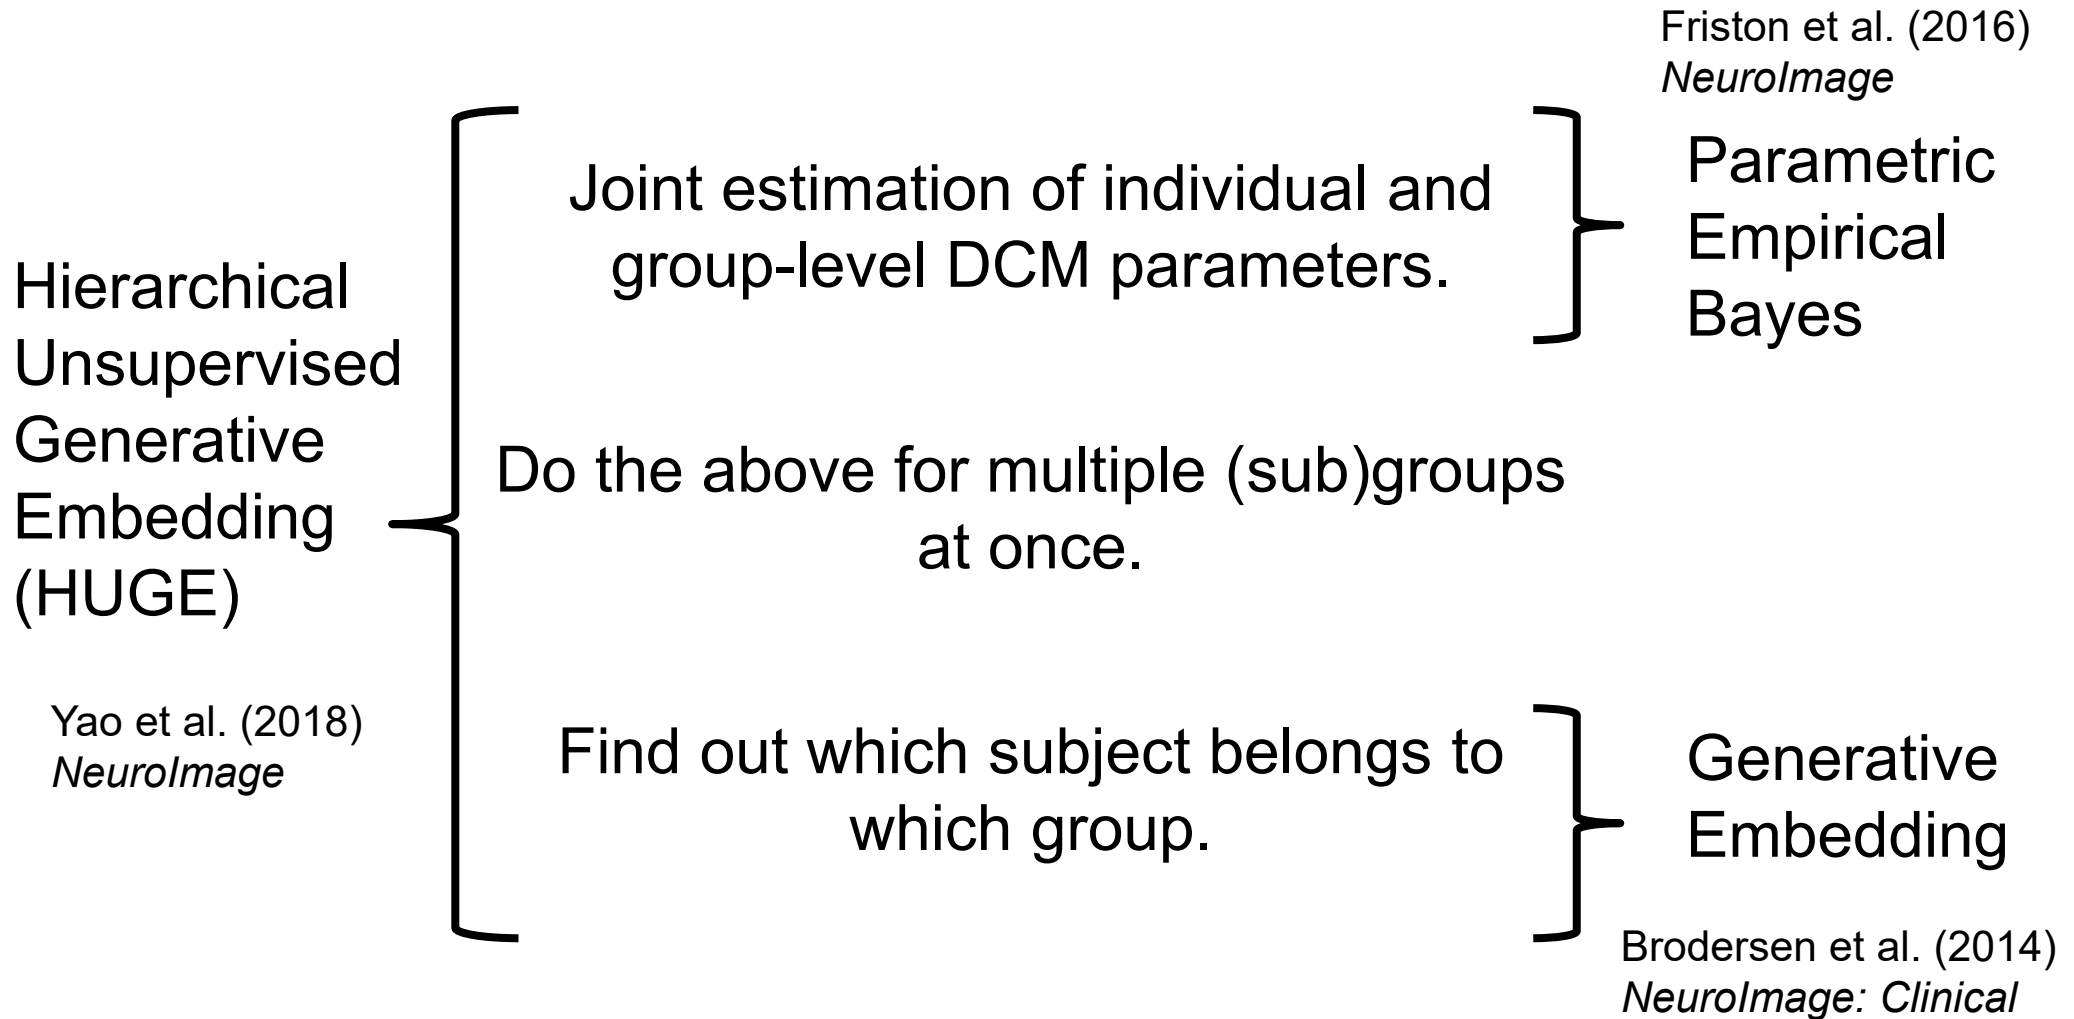 Friston et al. (2016)
NeuroImage
Joint estimation of individual and
group-level DCM parameters.
Parametric
Empirical
Bayes
Hierarchical
Unsupervised
Generative
Embedding
(HUGE)
Do the above for multiple (sub)groups
at once.
Yao et al. (2018)
NeuroImage
Find out which subject belongs to
which group.
Generative
Embedding
Brodersen et al. (2014)
NeuroImage: Clinical